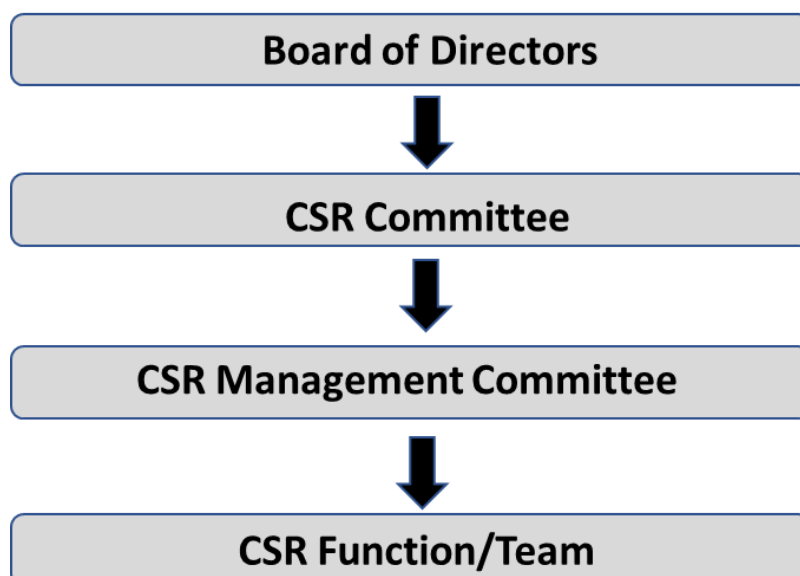 Board of Directors
CSR Committee
CSR Management Committee
CSR Function/Team